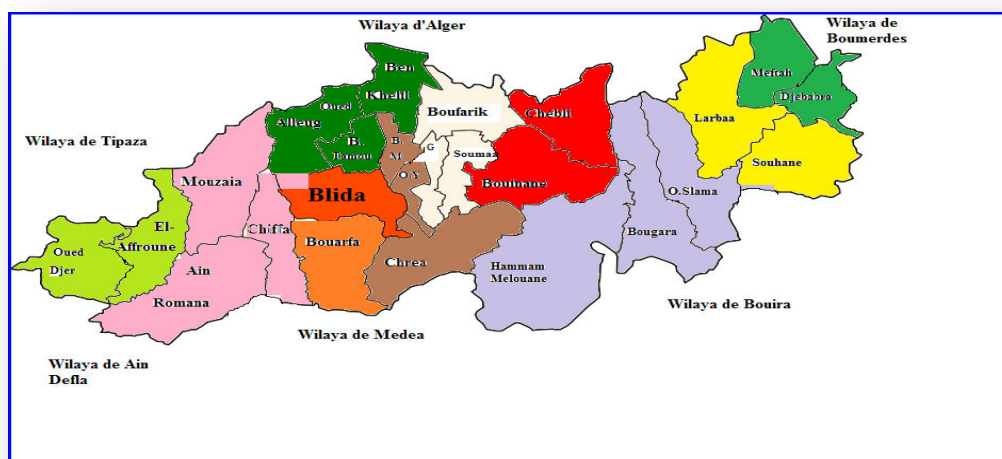 Wilaya d'Alger
Wilaya de
Boumerdes
Ben
Khelil
Meftah
Oued
Alleug
Boufarik
Chebli
Djebabra
Larbaa
Wilaya de Tipaza
B.
Tamou
B.
M
G
Soumaa
Souhane
Mouzaia
O.Y
Bouinane
Blida
O.Slama
El-
Affroune
Chiffa
Bouarfa
Bougara
Oued
Djer
Ain
Romana
Chrea
Hammam
Melouane
Wilaya de Bouira
Wilaya de Medea
Wilaya de Ain
Defla